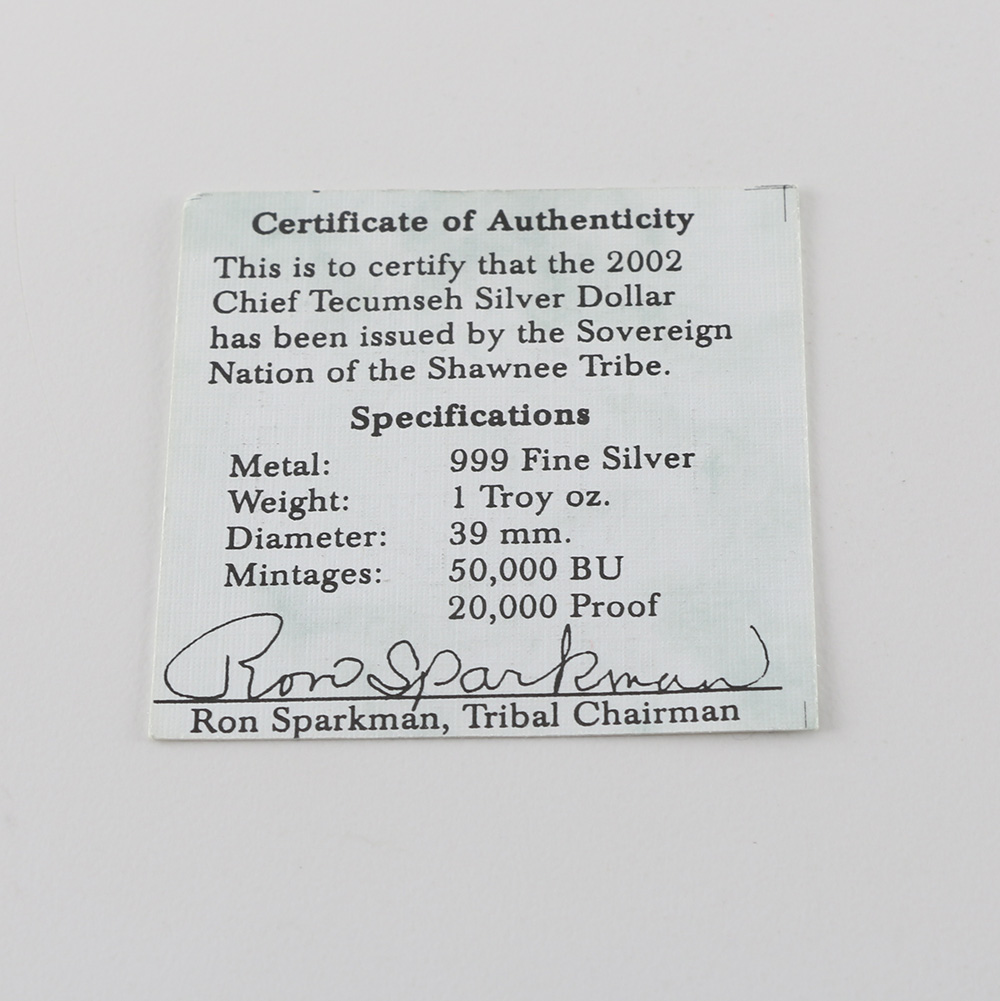 Certificate of Authenticity
This is to certify that the 2002
Chief Tecumseh Silver Dollar
has been issued by the Sovereign
Nation of the Shawnee Tribe.
Specifications
Metal: 999 Fine Silver
Weight: 1 Troy oz.
Diameter: 39 mm.
Mintages: 50,000 BU
20,000 Proof
Ron Sparkman
Ron Sparkman, Tribal Chairman